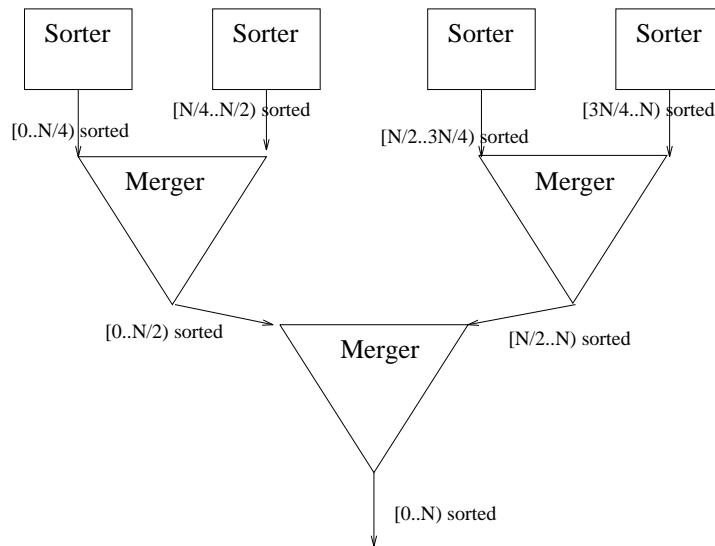 Sorter
Sorter
Sorter
Sorter
[0..N/4) sorted
[N/4..N/2) sorted
[N/2..3N/4) sorted
[3N/4..N) sorted
Merger
Merger
[0..N/2) sorted
Merger
[N/2..N) sorted
[0..N) sorted